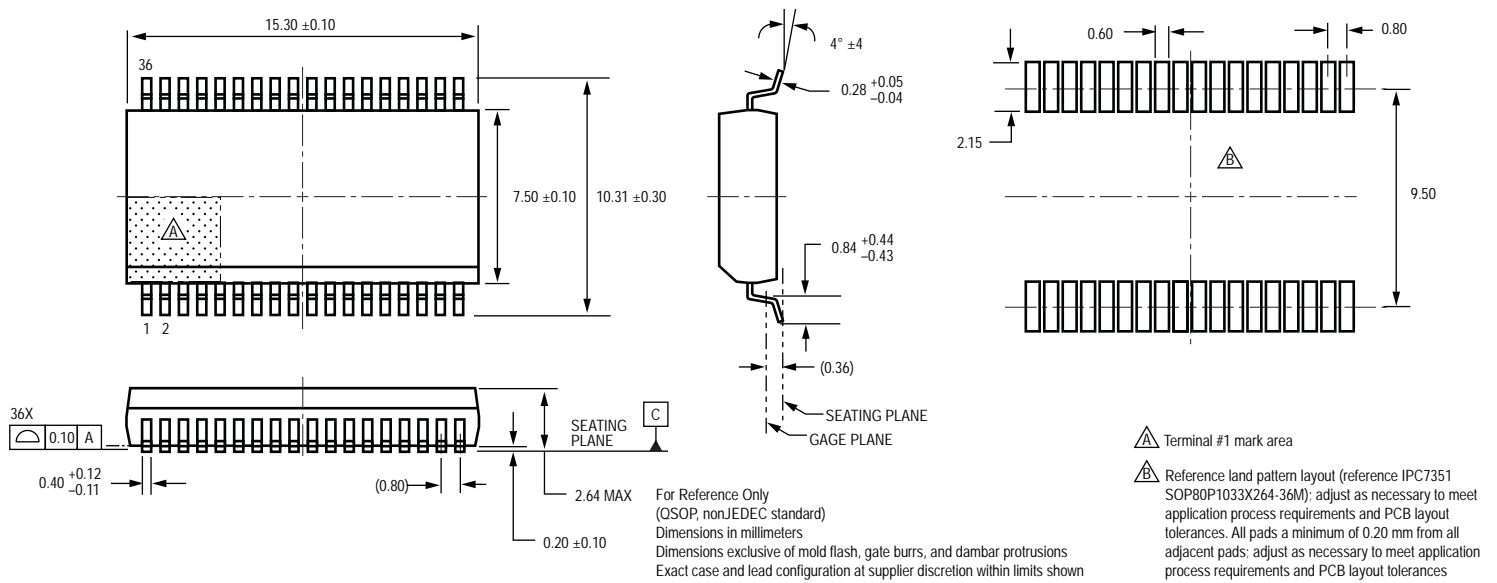 15.30 ±0.10
36
7.50 ±0.10
10.31 ±0.30
A
1 2
4° ±4
0.28 +0.05 –0.04
0.84 +0.44 –0.43
(0.36)
SEATING PLANE
GAGE PLANE
0.60
0.80
2.15
B
9.50
36X
0.10 A
0.40 +0.12 –0.11
(0.80)
SEATING
PLANE
C
2.64 MAX
0.20 ±0.10
For Reference Only
(QSOP, nonJEDEC standard)
Dimensions in millimeters
Dimensions exclusive of mold flash, gate burrs, and dambar protrusions
Exact case and lead configuration at supplier discretion within limits shown
A Terminal #1 mark area
B Reference land pattern layout (reference IPC7351
SOP80P1033X264-36M); adjust as necessary to meet
application process requirements and PCB layout
tolerances. All pads a minimum of 0.20 mm from all
adjacent pads; adjust as necessary to meet application
process requirements and PCB layout tolerances